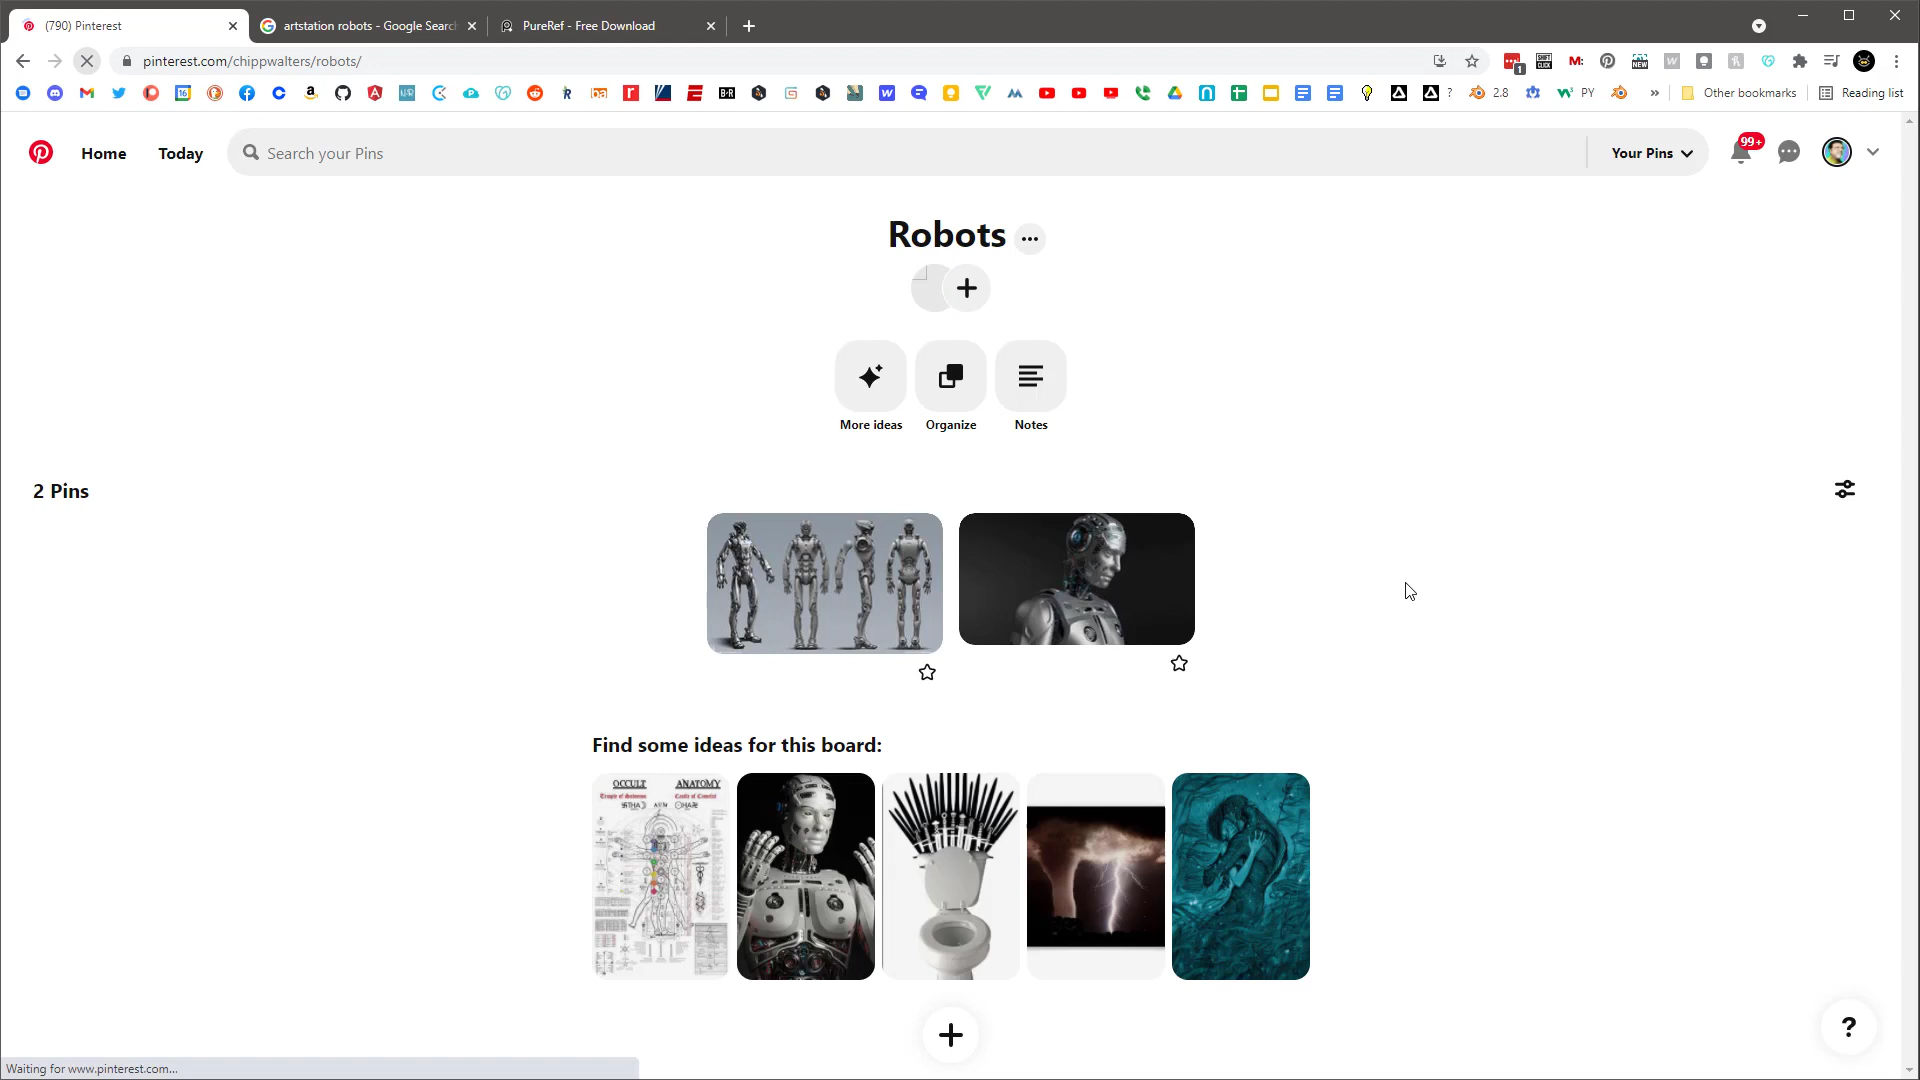 (790) Pinterest
artstation robots - Google Search
PureRef - Free Download
pinterest.com/chippwalters/robots/
1
16
B·R
?
2.8
PY
»
Other bookmarks
Reading list
Home
Today
Search your Pins
Your Pins
99+
Robots
More ideas
Organize
Notes
2 Pins
Find some ideas for this board:
OCCULT ANATOMY
?
Waiting for www.pinterest.com...